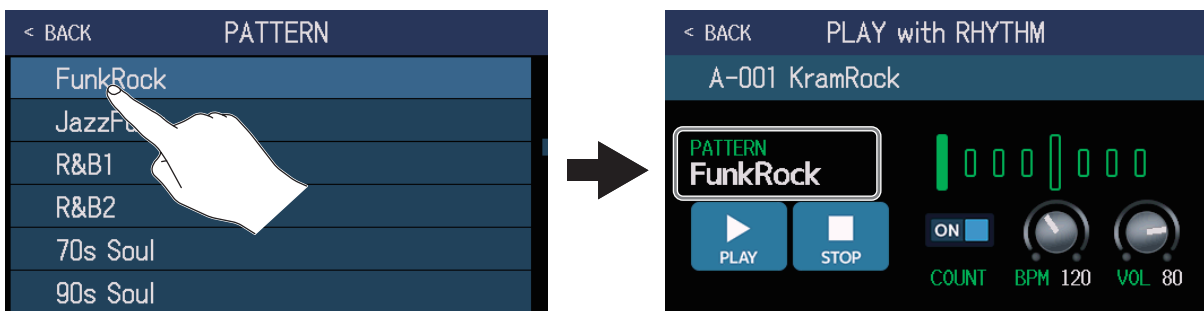 < BACK PATTERN
FunkRock
R&B1
R&B2
70s Soul
90s Soul
< BACK PLAY with RHYTHM
A-001 KramRock
PATTERN
FunkRock
PLAY STOP
ON
COUNT BPM 120 VOL 80